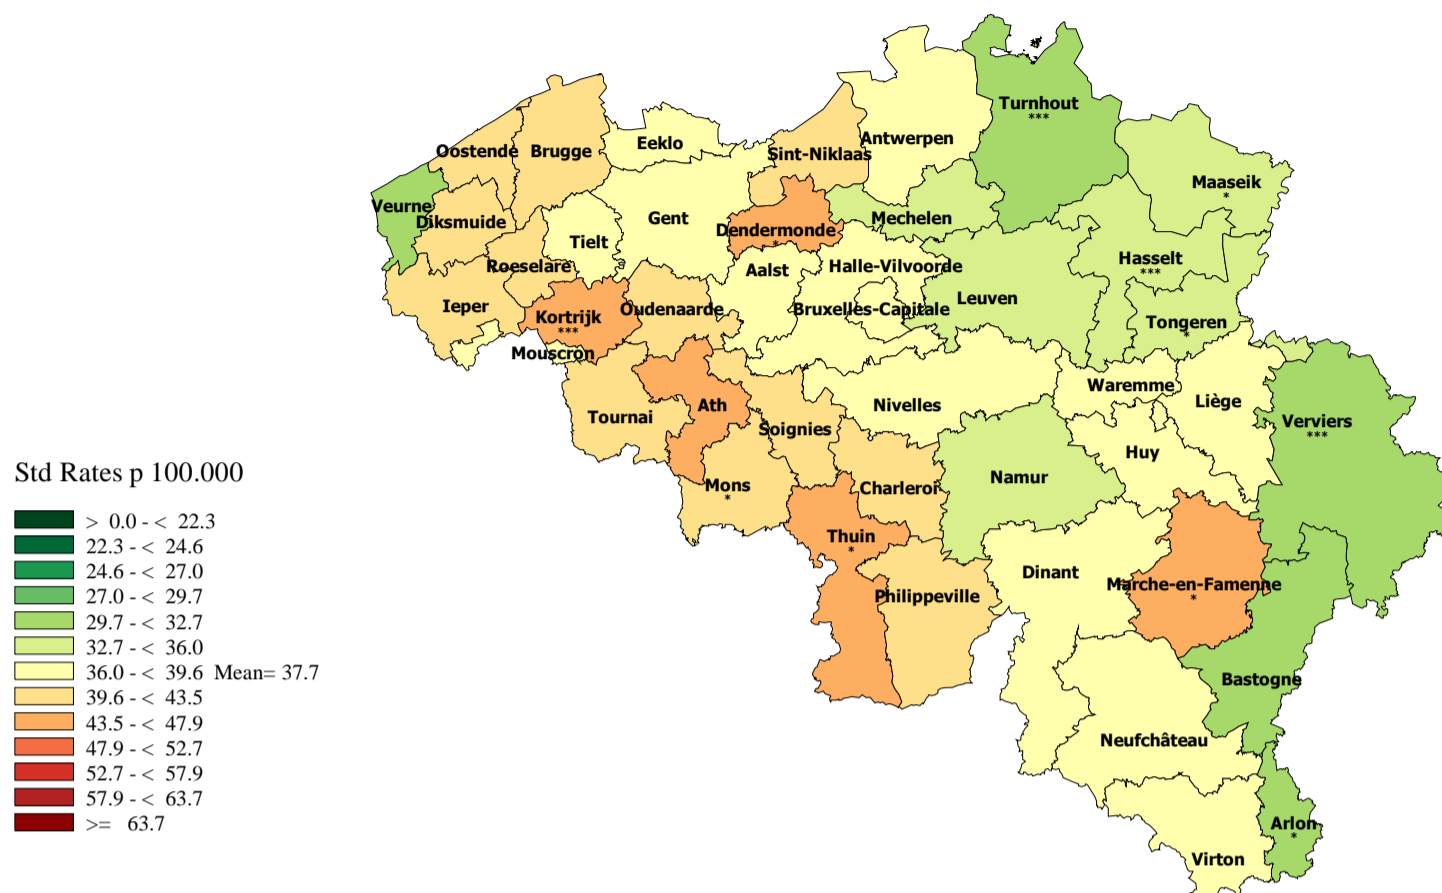 Turnhout
***
Antwerpen
Eeklo
Oostende
Brugge
Sint-Niklaas
Maaseik
*
Veurne
Diksmuide
Gent
Mechelen
Dendermonde
*
Tielt
Roeselare
Aalst
Halle-Vilvoorde
Hasselt
***
Ieper
Kortrijk
***
Oudenaarde
Bruxelles-Capitale
Leuven
Tongeren
*
Mouscron
Waremme
Ath
Nivelles
Liège
Tournai
Soignies
Verviers
***
Huy
Std Rates p 100.000
Mons
*
Charleroi
Namur
> 0.0 - < 22.3
22.3 - < 24.6
24.6 - < 27.0
27.0 - < 29.7
29.7 - < 32.7
32.7 - < 36.0
36.0 - < 39.6 Mean= 37.7
39.6 - < 43.5
43.5 - < 47.9
47.9 - < 52.7
52.7 - < 57.9
57.9 - < 63.7
>= 63.7
Thuin
*
Dinant
Marche-en-Famenne
*
Philippeville
Bastogne
Neufchâteau
Arlon
*
Virton